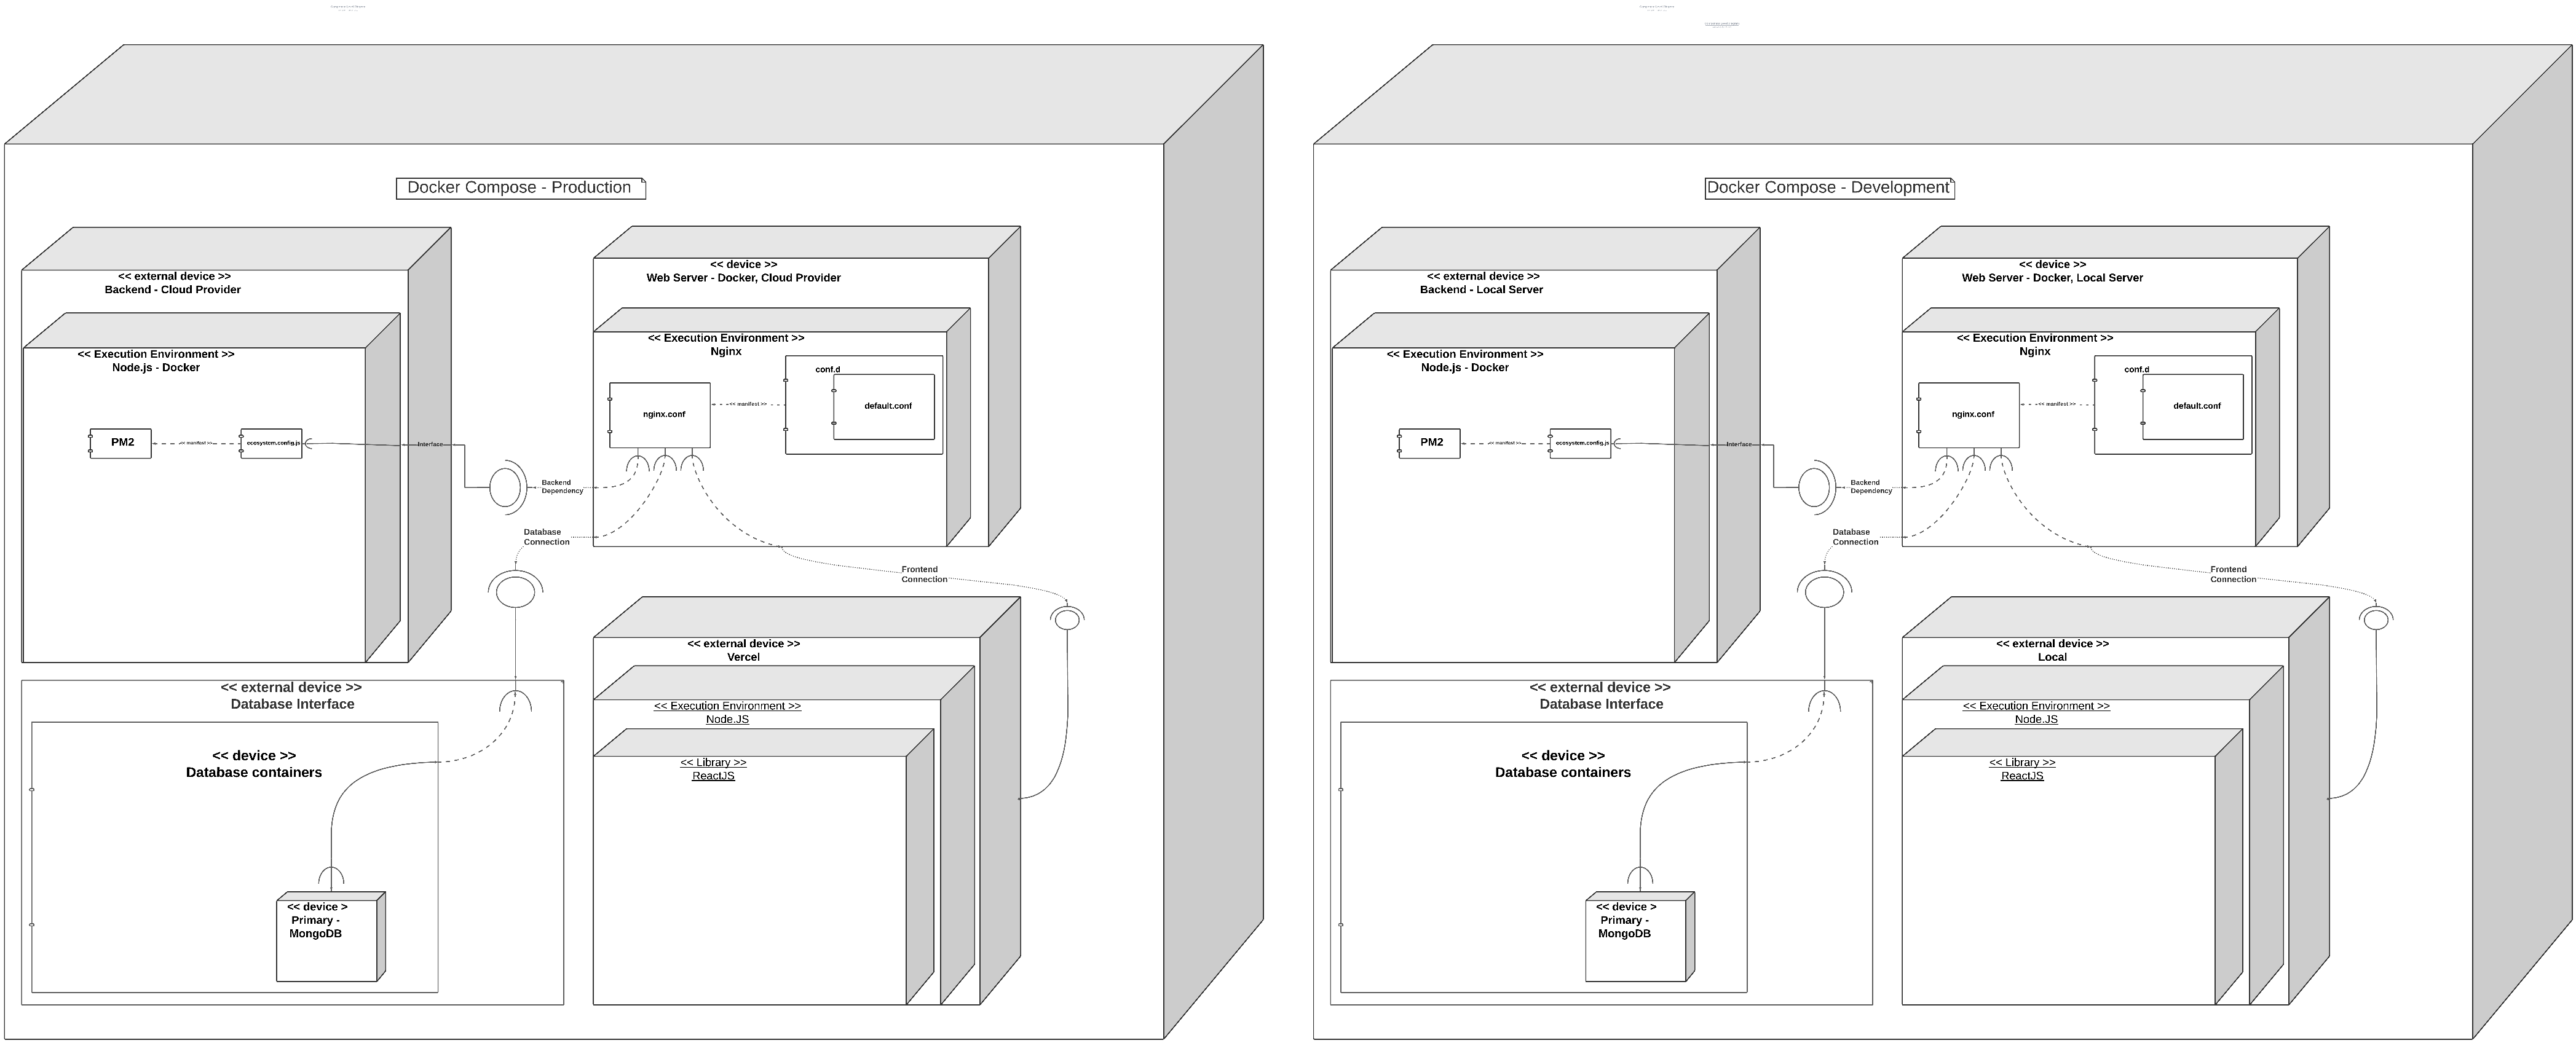 Docker Compose - Production
<< external device >>
Backend - Cloud Provider
<< Execution Environment >>
Node.js - Docker
PM2
<< manifest >>
ecosystem.config.js
Interface
<< device >>
Web Server - Docker, Cloud Provider
<< Execution Environment >>
Nginx
conf.d
default.conf
<< manifest >>
nginx.conf
Backend
Dependency
Database
Connection
Frontend
Connection
<< external device >>
Database Interface
<< device >>
Database containers
<< device >
Primary -
MongoDB
<< external device >>
Vercel
<< Execution Environment >>
Node.JS
<< Library >>
ReactJS
Docker Compose - Development
<< external device >>
Backend - Local Server
<< Execution Environment >>
Node.js - Docker
PM2
<< manifest >>
ecosystem.config.js
Interface
<< device >>
Web Server - Docker, Local Server
<< Execution Environment >>
Nginx
conf.d
default.conf
<< manifest >>
nginx.conf
Backend
Dependency
Database
Connection
Frontend
Connection
<< external device >>
Database Interface
<< device >>
Database containers
<< device >
Primary -
MongoDB
<< external device >>
Local
<< Execution Environment >>
Node.JS
<< Library >>
ReactJS